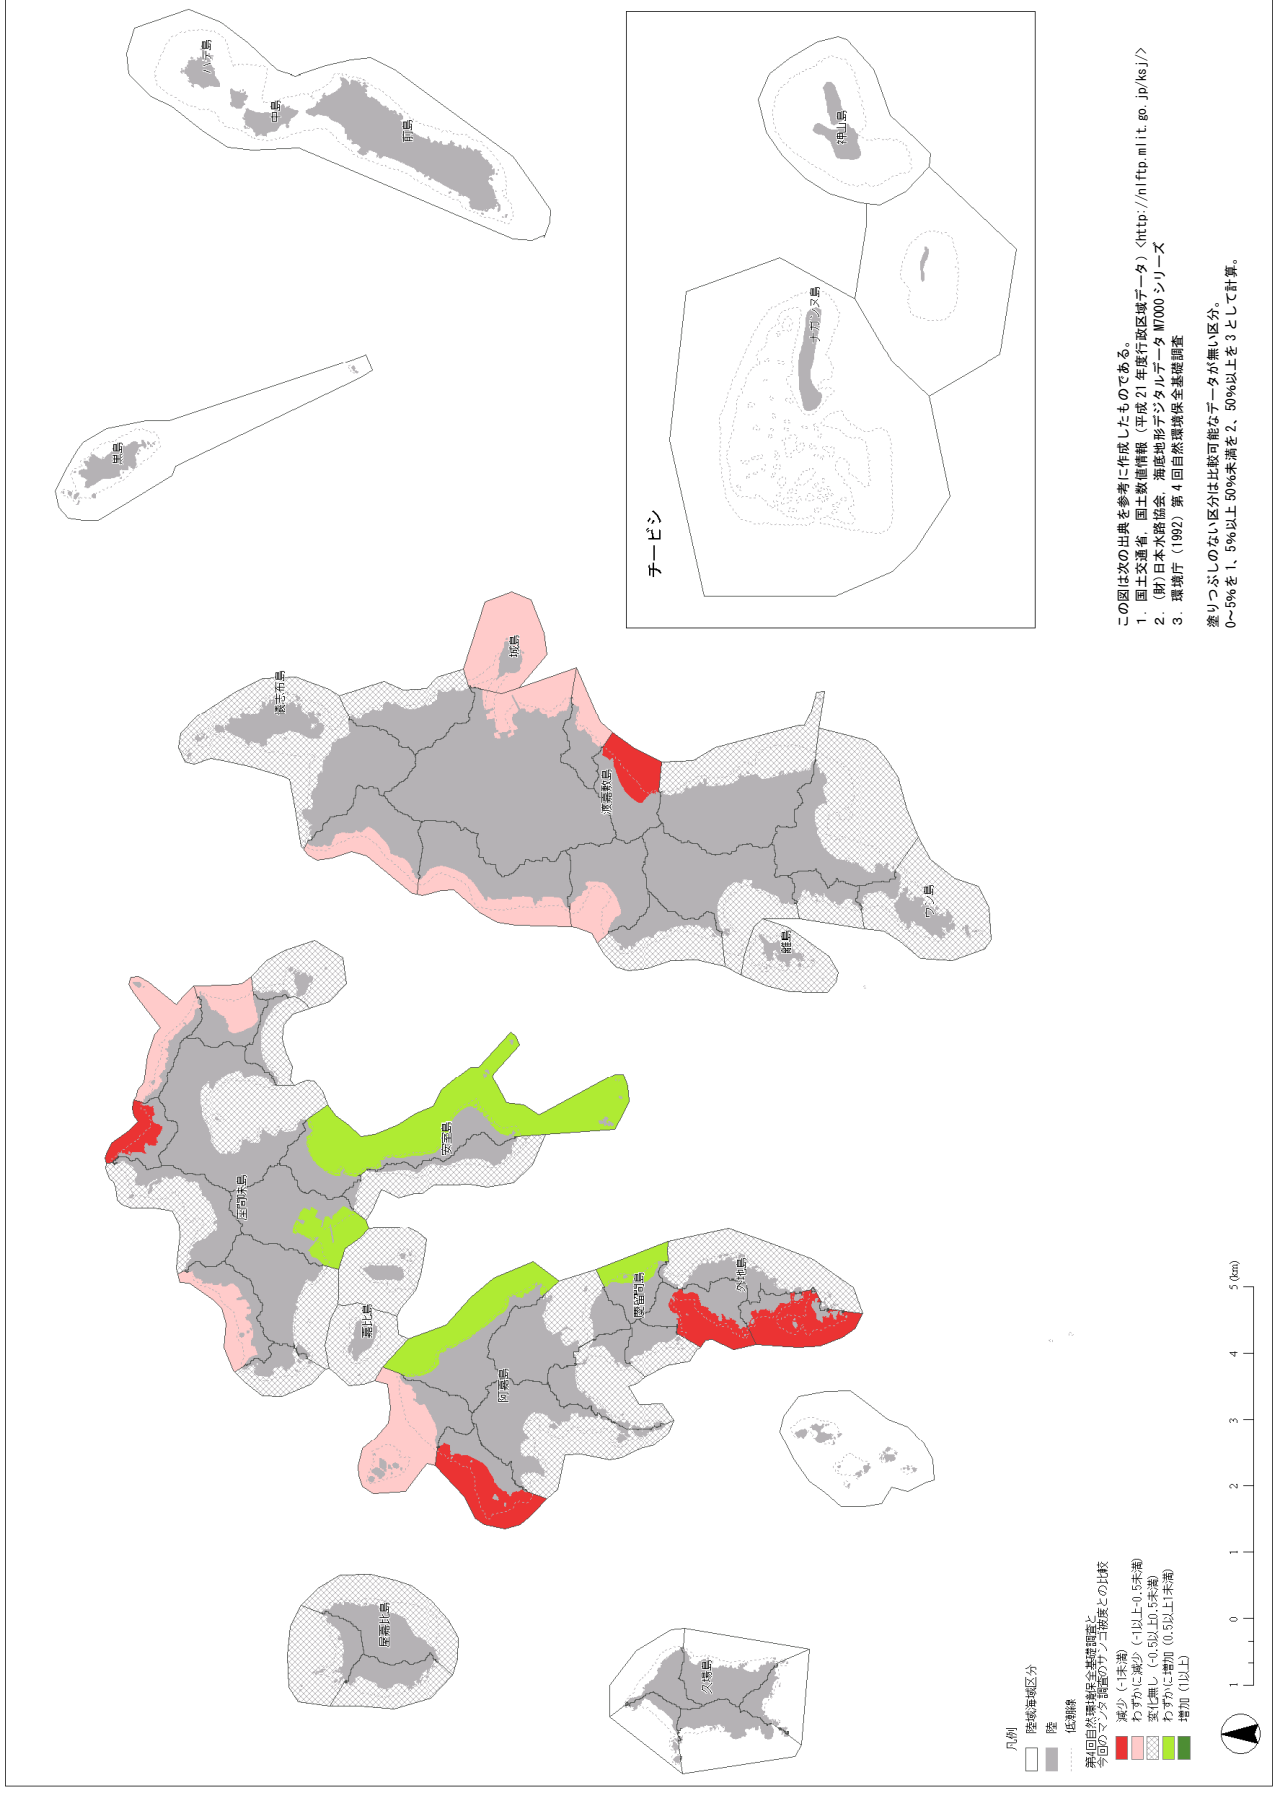 ハテ島
中島
前島
黒島
チービシ
神山島
ナガンヌ島
儀志布島
城島
渡嘉敷島
離島
ウン島
座間味島
安室島
嘉比島
阿嘉島
慶留間島
外地島
屋嘉比島
久場島
この図は次の出典を参考に作成したものである。
1. 国土交通省, 国土数値情報（平成 21 年度行政区域データ）<http://nlftp.mlit.go.jp/ksj/>
2. (財)日本水路協会, 海底地形デジタルデータ M7000 シリーズ
3. 環境庁（1992）第 4 回自然環境保全基礎調査
塗りつぶしのない区分は比較可能なデータが無い区分。
0～5%を 1、5%以上 50%未満を 2、50%以上を 3 として計算。
凡例
陸域海域区分
陸
低潮線
第4回自然環境保全基礎調査と
今回のマンタ調査のサンゴ被度との比較
減少 (-1未満)
わずかに減少 (-1以上-0.5未満)
変化無し (-0.5以上0.5未満)
わずかに増加 (0.5以上1未満)
増加 (1以上)
1 0 1 2 3 4 5 (km)